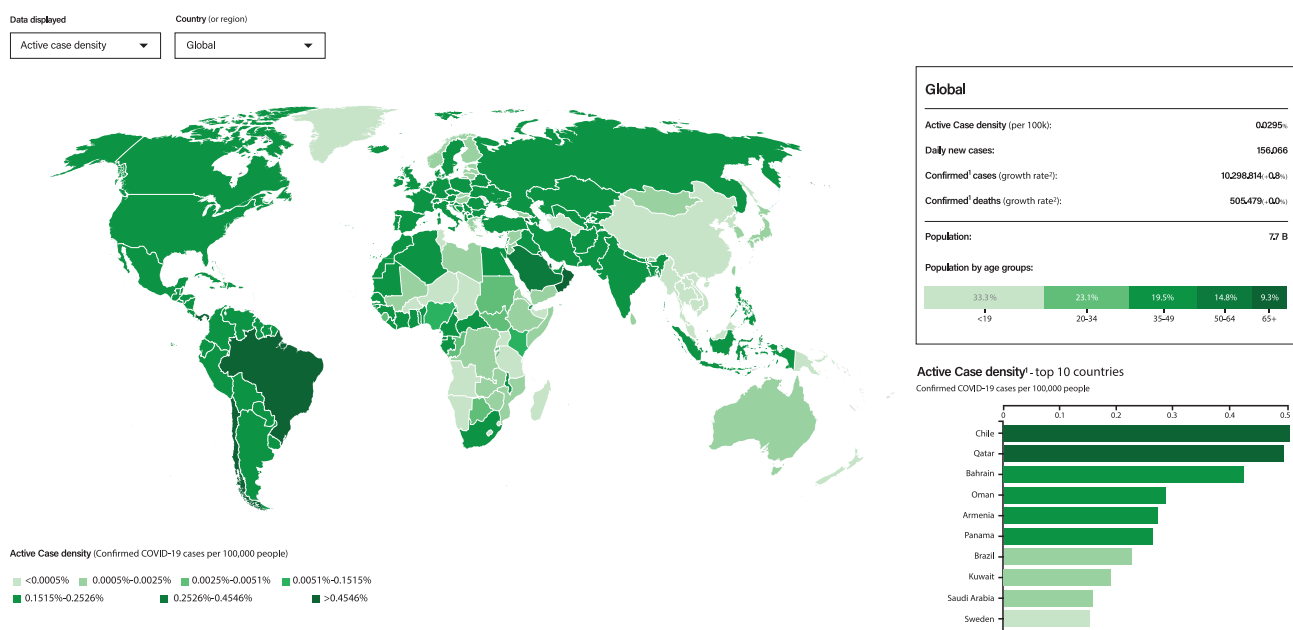 Data displayed
Country (or region)
Active case density
Global
Global
Active Case density (per 100k): 0.0295%
Daily new cases: 156,066
Confirmed¹ cases (growth rate²): 10,298,814(+0.8%)
Confirmed¹ deaths (growth rate²): 505,479(+0.0%)
Population: 7.7 B
Population by age groups:
33.3% 23.1% 19.5% 14.8% 9.3%
<19 20-34 35-49 50-64 65+
Active Case density¹ - top 10 countries
Confirmed COVID-19 cases per 100,000 people
0 0.1 0.2 0.3 0.4 0.5
Chile
Qatar
Bahrain
Oman
Armenia
Panama
Brazil
Kuwait
Saudi Arabia
Sweden
Active Case density (Confirmed COVID-19 cases per 100,000 people)
<0.0005% 0.0005%-0.0025% 0.0025%-0.0051% 0.0051%-0.1515%
0.1515%-0.2526% 0.2526%-0.4546% >0.4546%